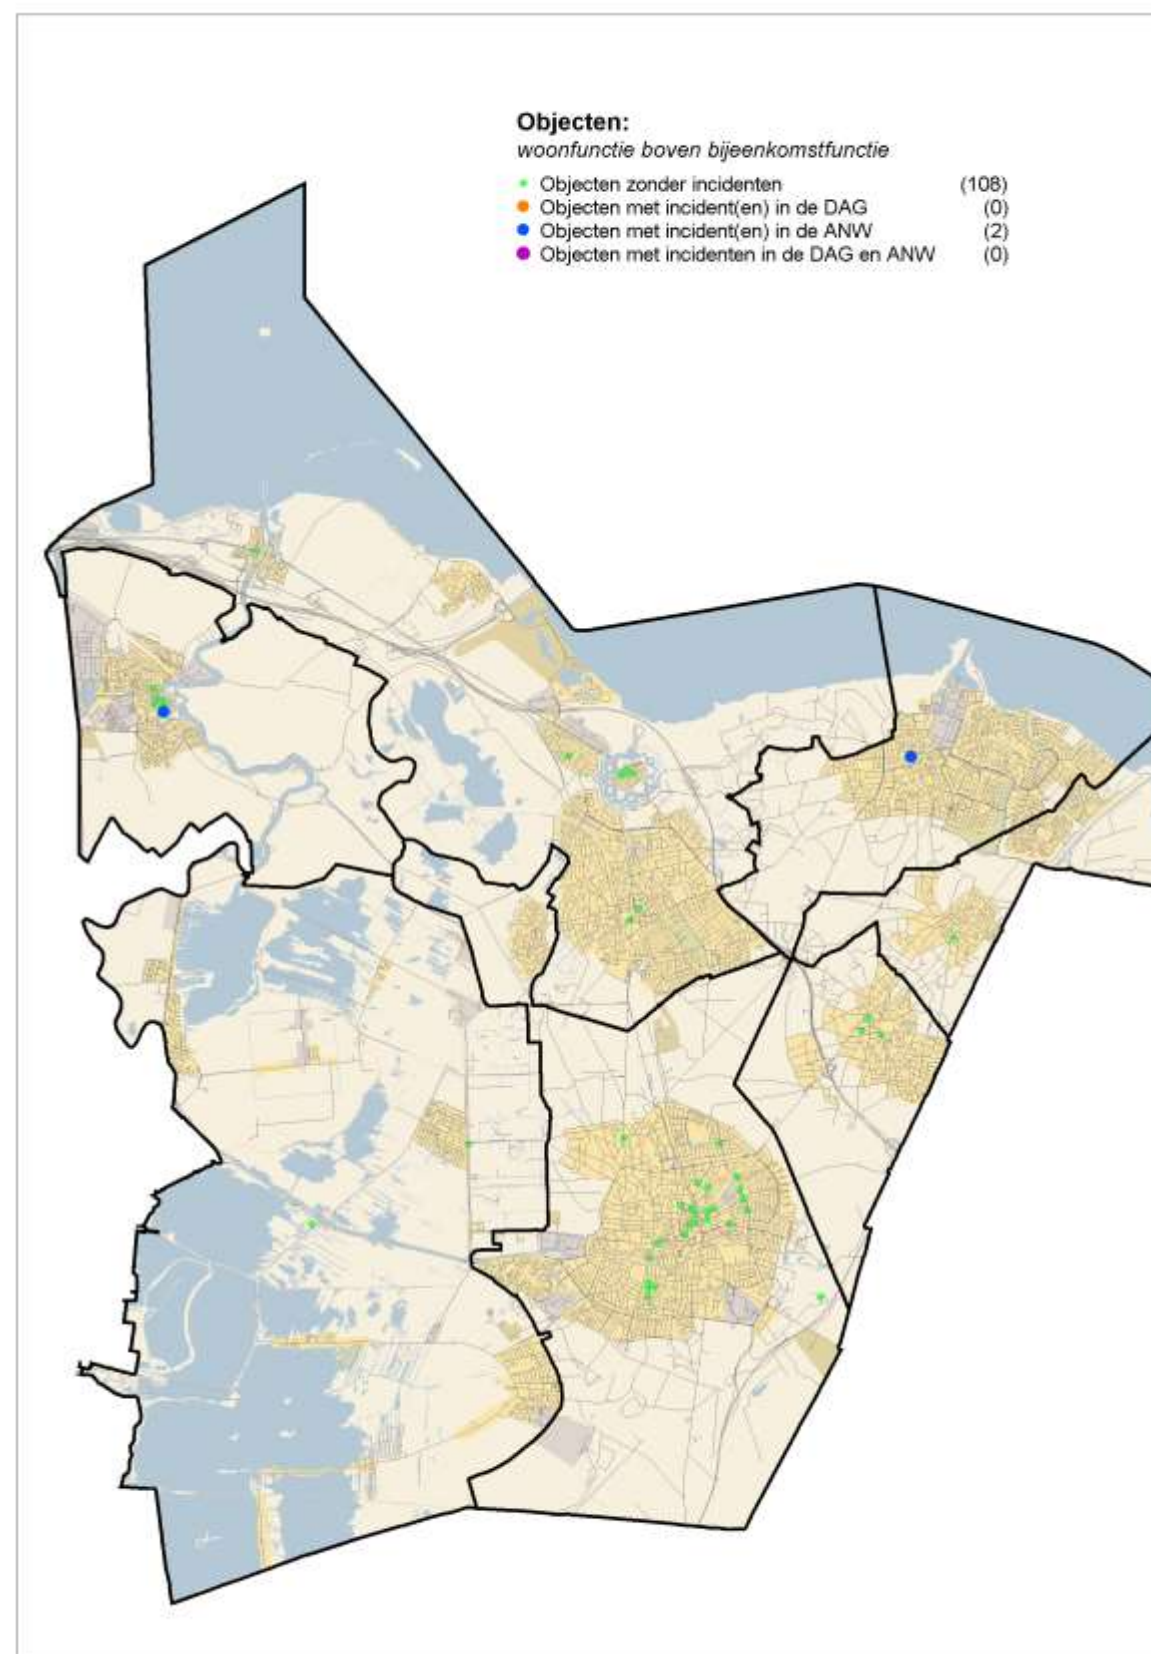 Objecten:
woonfunctie boven bijeenkomstfunctie
Objecten zonder incidenten (108)
Objecten met incident(en) in de DAG (0)
Objecten met incident(en) in de ANW (2)
Objecten met incidenten in de DAG en ANW (0)